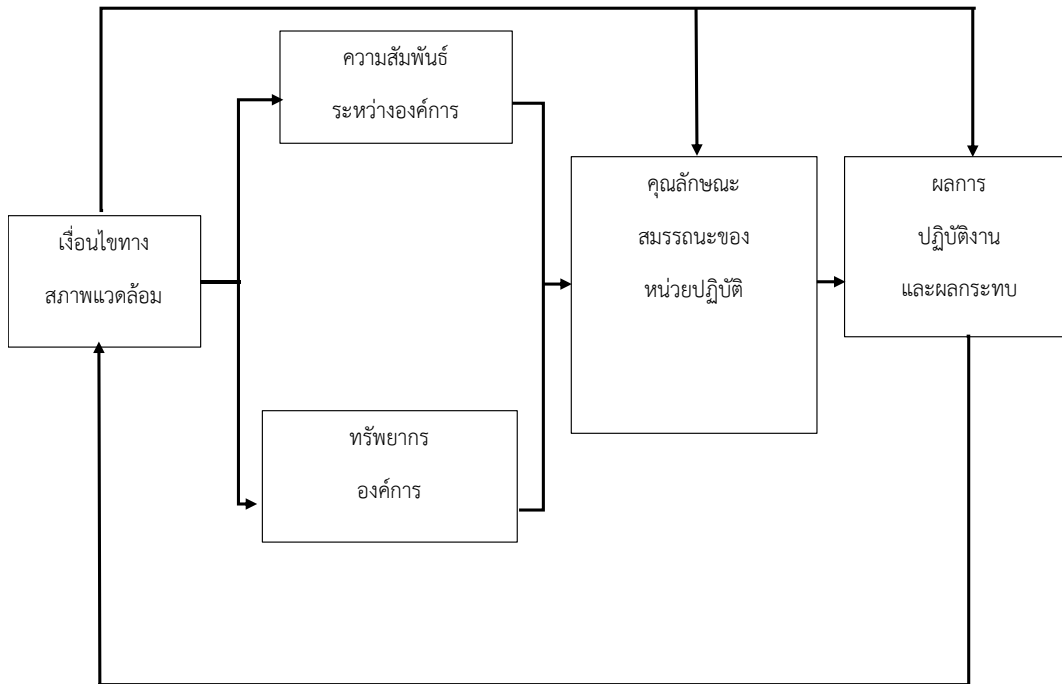 ความสัมพันธ์
ระหว่างองค์การ
คุณลักษณะ
สมรรถนะของ
หน่วยปฏิบัติ
ผลการ
ปฏิบัติงาน
และผลกระทบ
เงื่อนไขทาง
สภาพแวดล้อม
ทรัพยากร
องค์การ